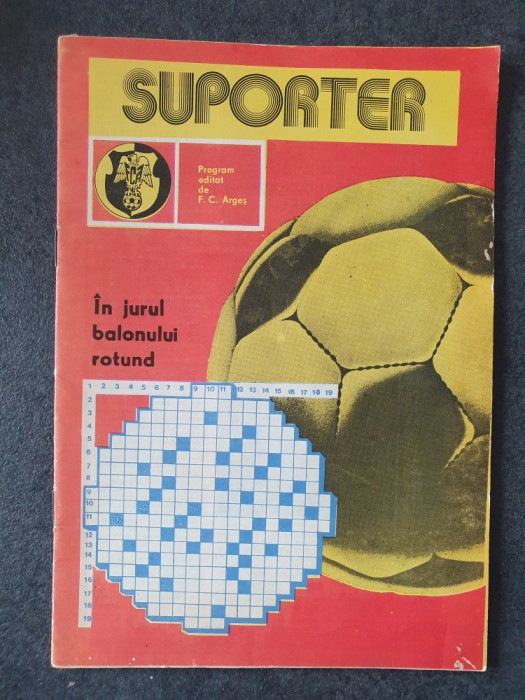 SUPORTER
Program
editat
de
F. C. Argeș
În jurul
balonului
rotund
1 2 3 4 5 6 7 8 9 10 11 12 13 14 15 16 17 18 19
2
3
4
5
6
7
8
9
10
11
12
13
14
15
16
17
18
19